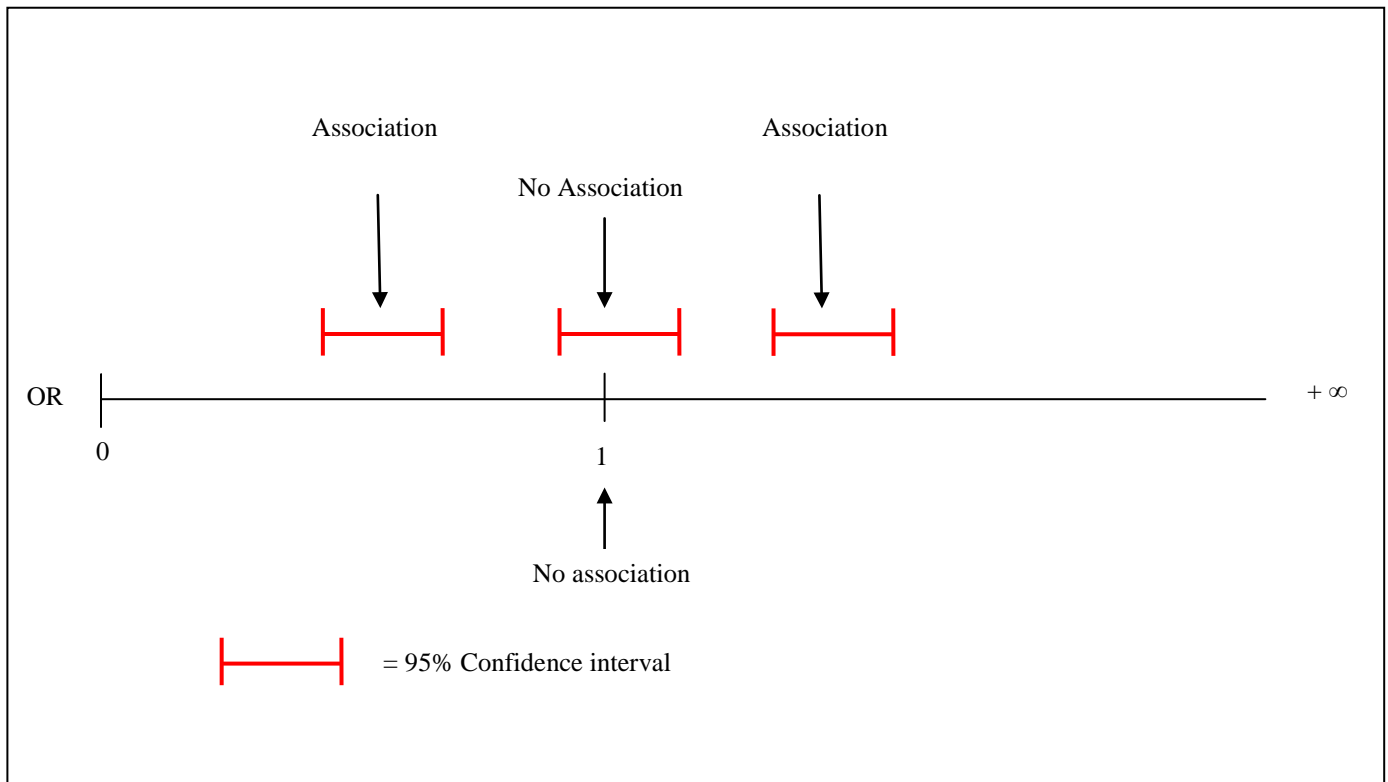 Association
Association
No Association
OR
+ ∞
0
1
No association
= 95% Confidence interval